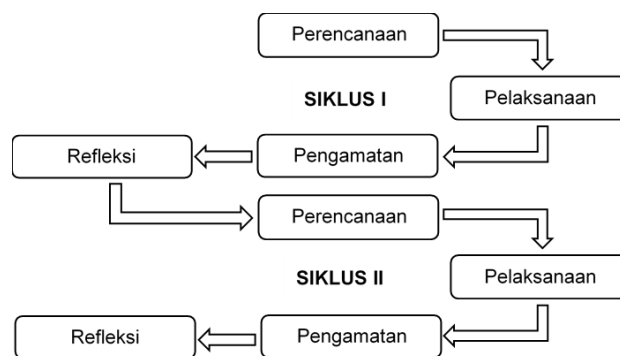 Perencanaan
SIKLUS I
Pelaksanaan
Refleksi
Pengamatan
Perencanaan
SIKLUS II
Pelaksanaan
Refleksi
Pengamatan